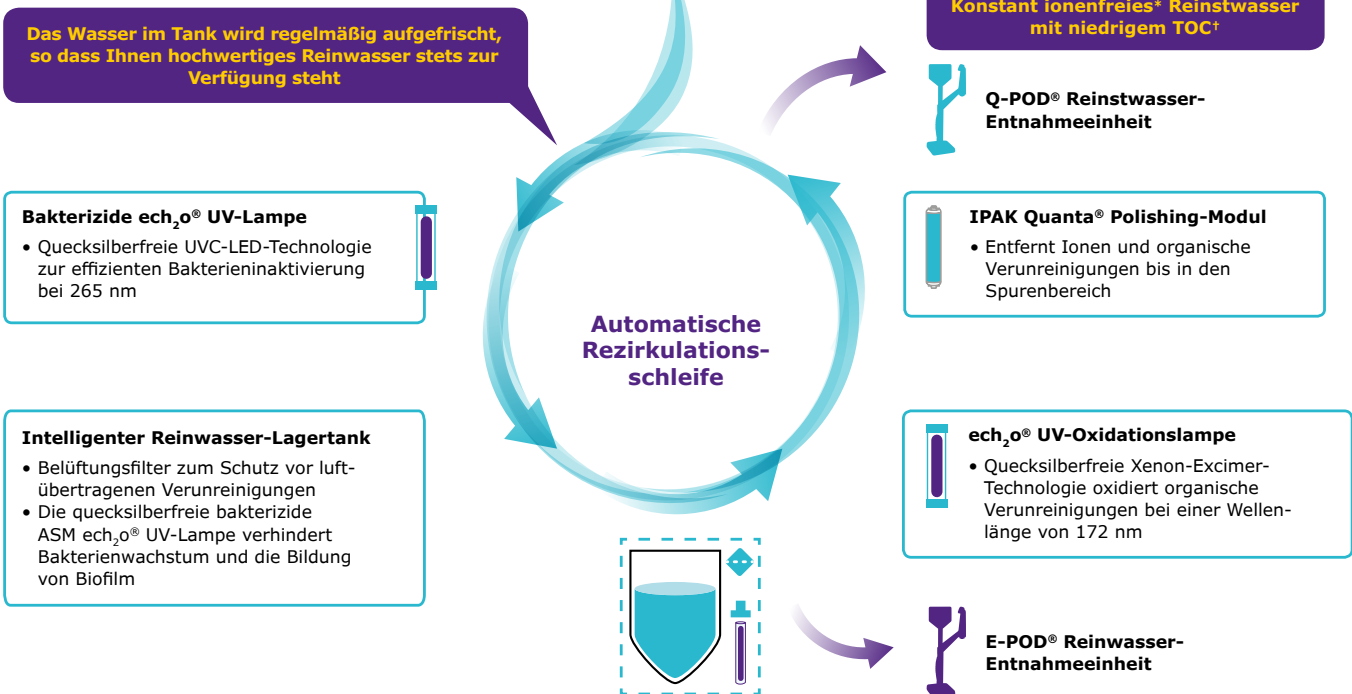 Das Wasser im Tank wird regelmäßig aufgefrischt,
so dass Ihnen hochwertiges Reinwasser stets zur
Verfügung steht
Konstant ionenfreies* Reinstwasser
mit niedrigem TOC†
Q-POD® Reinstwasser-
Entnahmeeinheit
Bakterizide ech₂o® UV-Lampe
• Quecksilberfreie UVC-LED-Technologie
zur effizienten Bakterieninaktivierung
bei 265 nm
IPAK Quanta® Polishing-Modul
• Entfernt Ionen und organische
Verunreinigungen bis in den
Spurenbereich
Automatische
Rezirkulations-
schleife
Intelligenter Reinwasser-Lagertank
• Belüftungsfilter zum Schutz vor luft-
übertragenen Verunreinigungen
• Die quecksilberfreie bakterizide
ASM ech₂o® UV-Lampe verhindert
Bakterienwachstum und die Bildung
von Biofilm
ech₂o® UV-Oxidationslampe
• Quecksilberfreie Xenon-Excimer-
Technologie oxidiert organische
Verunreinigungen bei einer Wellen-
länge von 172 nm
E-POD® Reinwasser-
Entnahmeeinheit